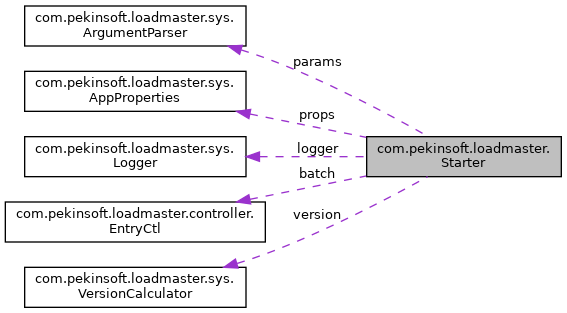 com.pekinsoft.loadmaster.sys.
ArgumentParser
params
com.pekinsoft.loadmaster.sys.
AppProperties
props
com.pekinsoft.loadmaster.sys.
Logger
logger
com.pekinsoft.loadmaster.
Starter
batch
com.pekinsoft.loadmaster.controller.
EntryCtl
version
com.pekinsoft.loadmaster.sys.
VersionCalculator